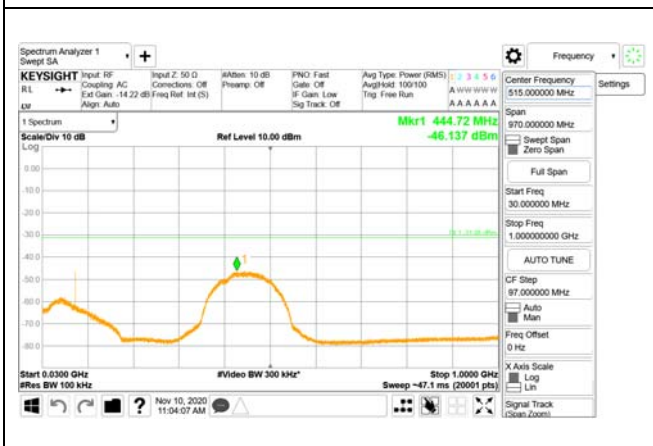 Spectrum Analyzer 1
Swept SA
+
Frequency
KEYSIGHT
RL
Input: RF
Coupling: AC
Ext Gain: -14.22 dB
Align: Auto
Input Z: 50 Ω
Corrections: Off
Freq Ref: Int (S)
#Atten: 10 dB
Preamp: Off
PNO: Fast
Gate: Off
IF Gain: Low
Sig Track: Off
Avg Type: Power (RMS)
Avg|Hold: 100/100
Trig: Free Run
1 2 3 4 5 6
A W W W W W
A A A A A A
1 Spectrum
Scale/Div 10 dB
Log
Ref Level 10.00 dBm
Mkr1 444.72 MHz
-46.137 dBm
0.00
-10.0
-20.0
-30.0
-40.0
-50.0
-60.0
-70.0
-80.0
1
Start 0.0300 GHz
#Res BW 100 kHz
#Video BW 300 kHz*
Stop 1.0000 GHz
Sweep ~47.1 ms (20001 pts)
?
Nov 10, 2020
11:04:07 AM
Center Frequency
515.000000 MHz
Settings
Span
970.000000 MHz
Swept Span
Zero Span
Full Span
Start Freq
30.000000 MHz
Stop Freq
1.000000000 GHz
AUTO TUNE
CF Step
97.000000 MHz
Auto
Man
Freq Offset
0 Hz
X Axis Scale
Log
Lin
Signal Track
(Span Zoom)